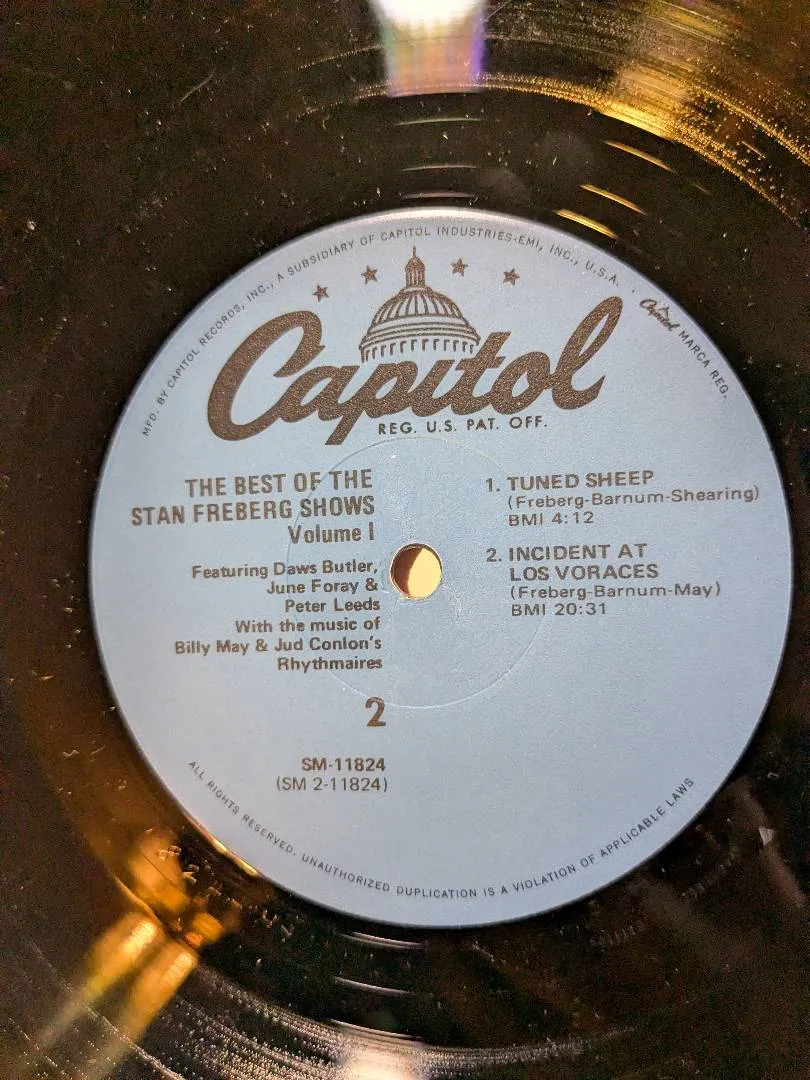 MFD. BY CAPITOL RECORDS, INC., A SUBSIDIARY OF CAPITOL INDUSTRIES-EMI, INC., U.S.A. · Capitol MARCA REG.
Capitol
REG. U.S. PAT. OFF.
THE BEST OF THE
STAN FREBERG SHOWS
Volume I
Featuring Daws Butler,
June Foray &
Peter Leeds
With the music of
Billy May & Jud Conlon's
Rhythmaires
2
SM-11824
(SM 2-11824)
1. TUNED SHEEP
(Freberg-Barnum-Shearing)
BMI 4:12
2. INCIDENT AT
LOS VORACES
(Freberg-Barnum-May)
BMI 20:31
ALL RIGHTS RESERVED. UNAUTHORIZED DUPLICATION IS A VIOLATION OF APPLICABLE LAWS